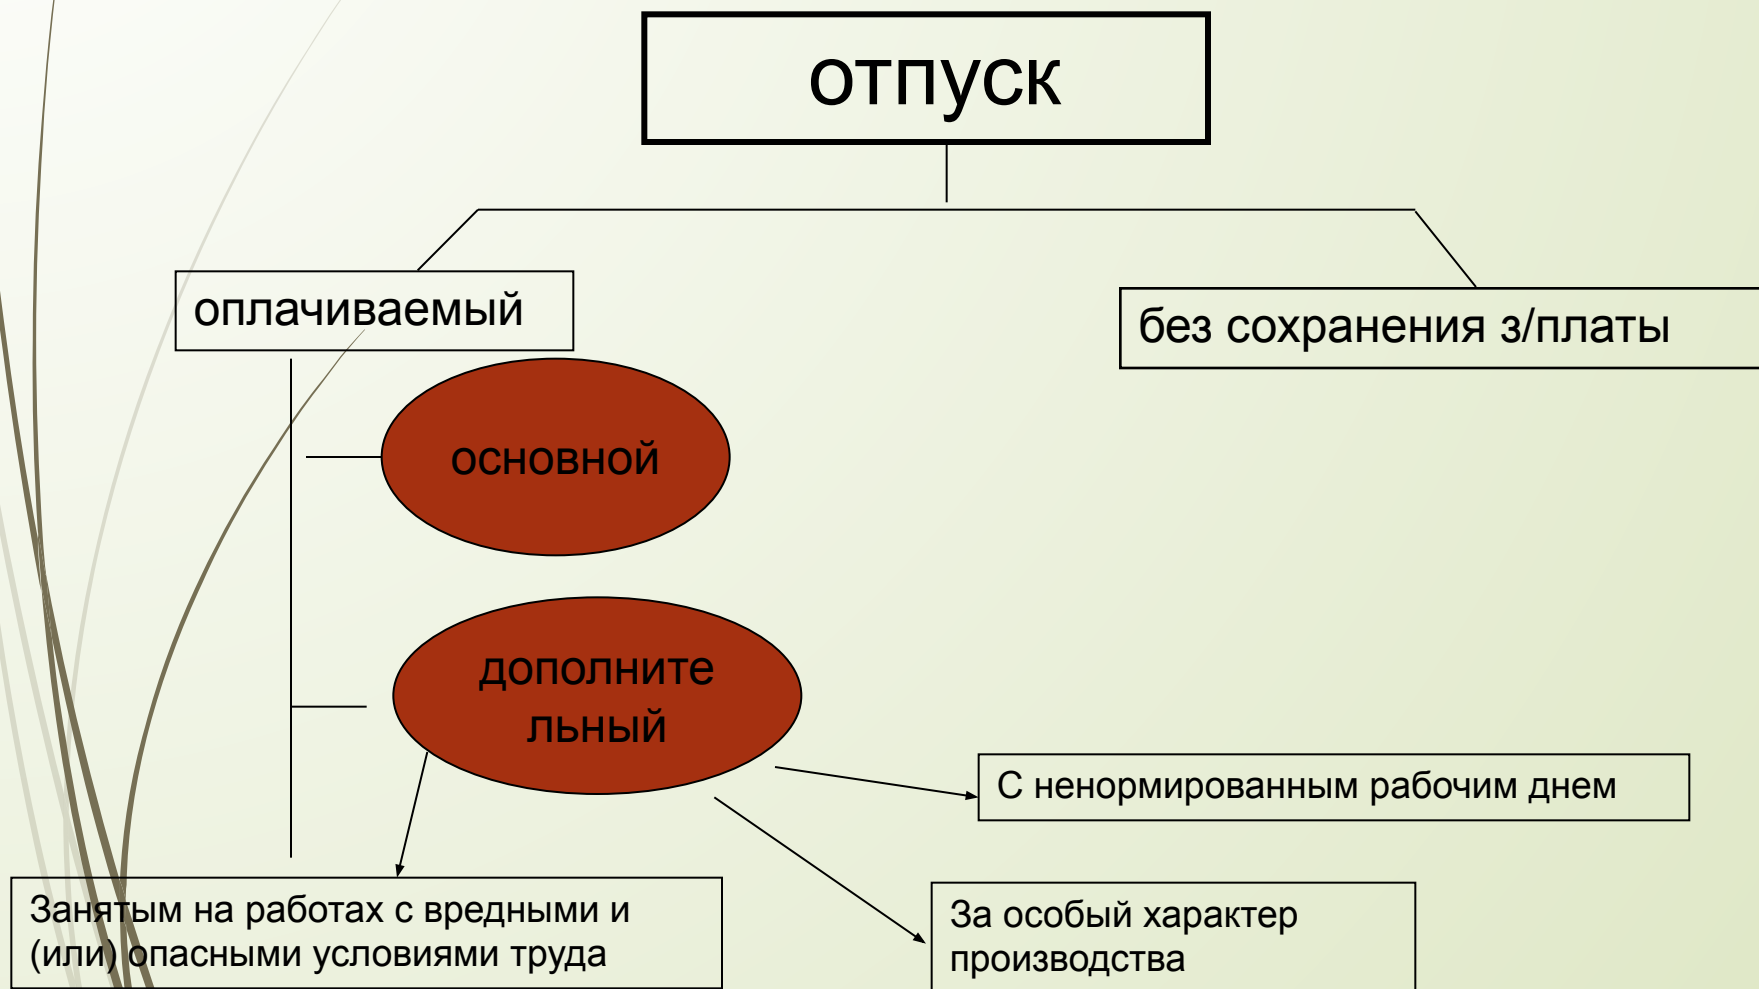 отпуск
оплачиваемый
без сохранения з/платы
основной
дополните
льный
С ненормированным рабочим днем
Занятым на работах с вредными и
(или) опасными условиями труда
За особый характер
производства